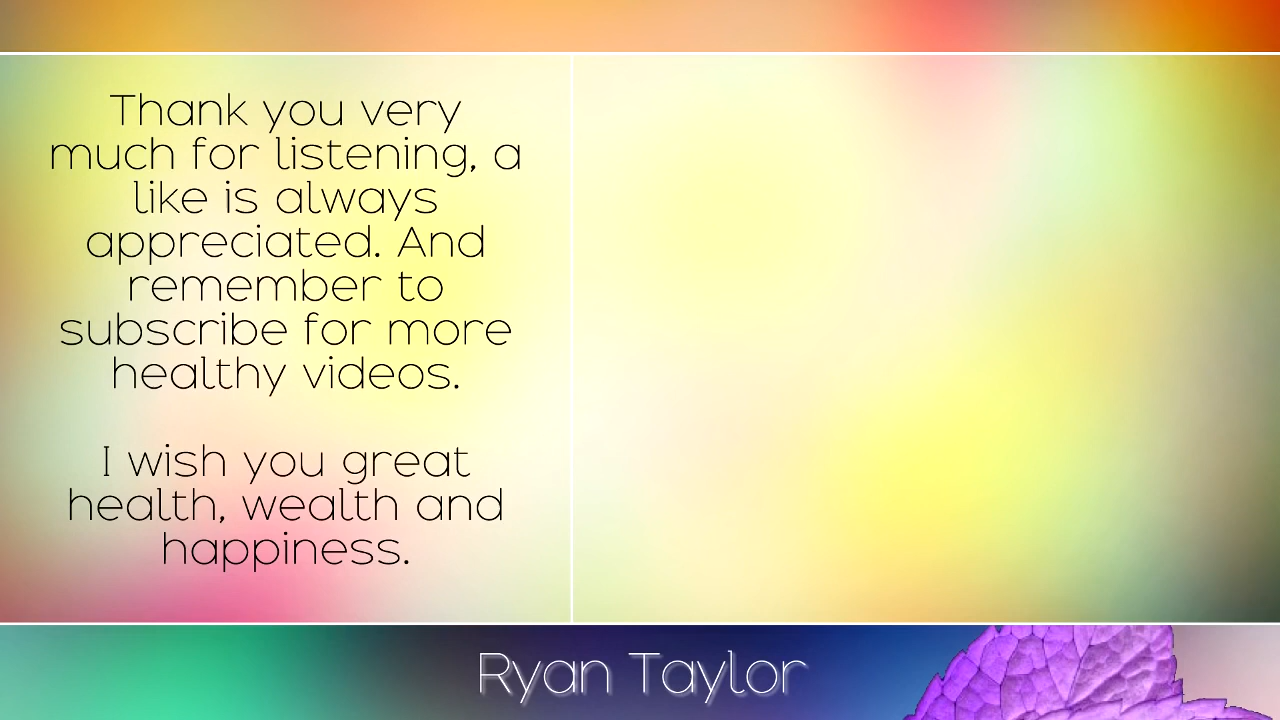 Thank you very
much for listening, a
like is always
appreciated. And
remember to
subscribe for more
healthy videos.
I wish you great
health, wealth and
happiness.
Ryan Taylor